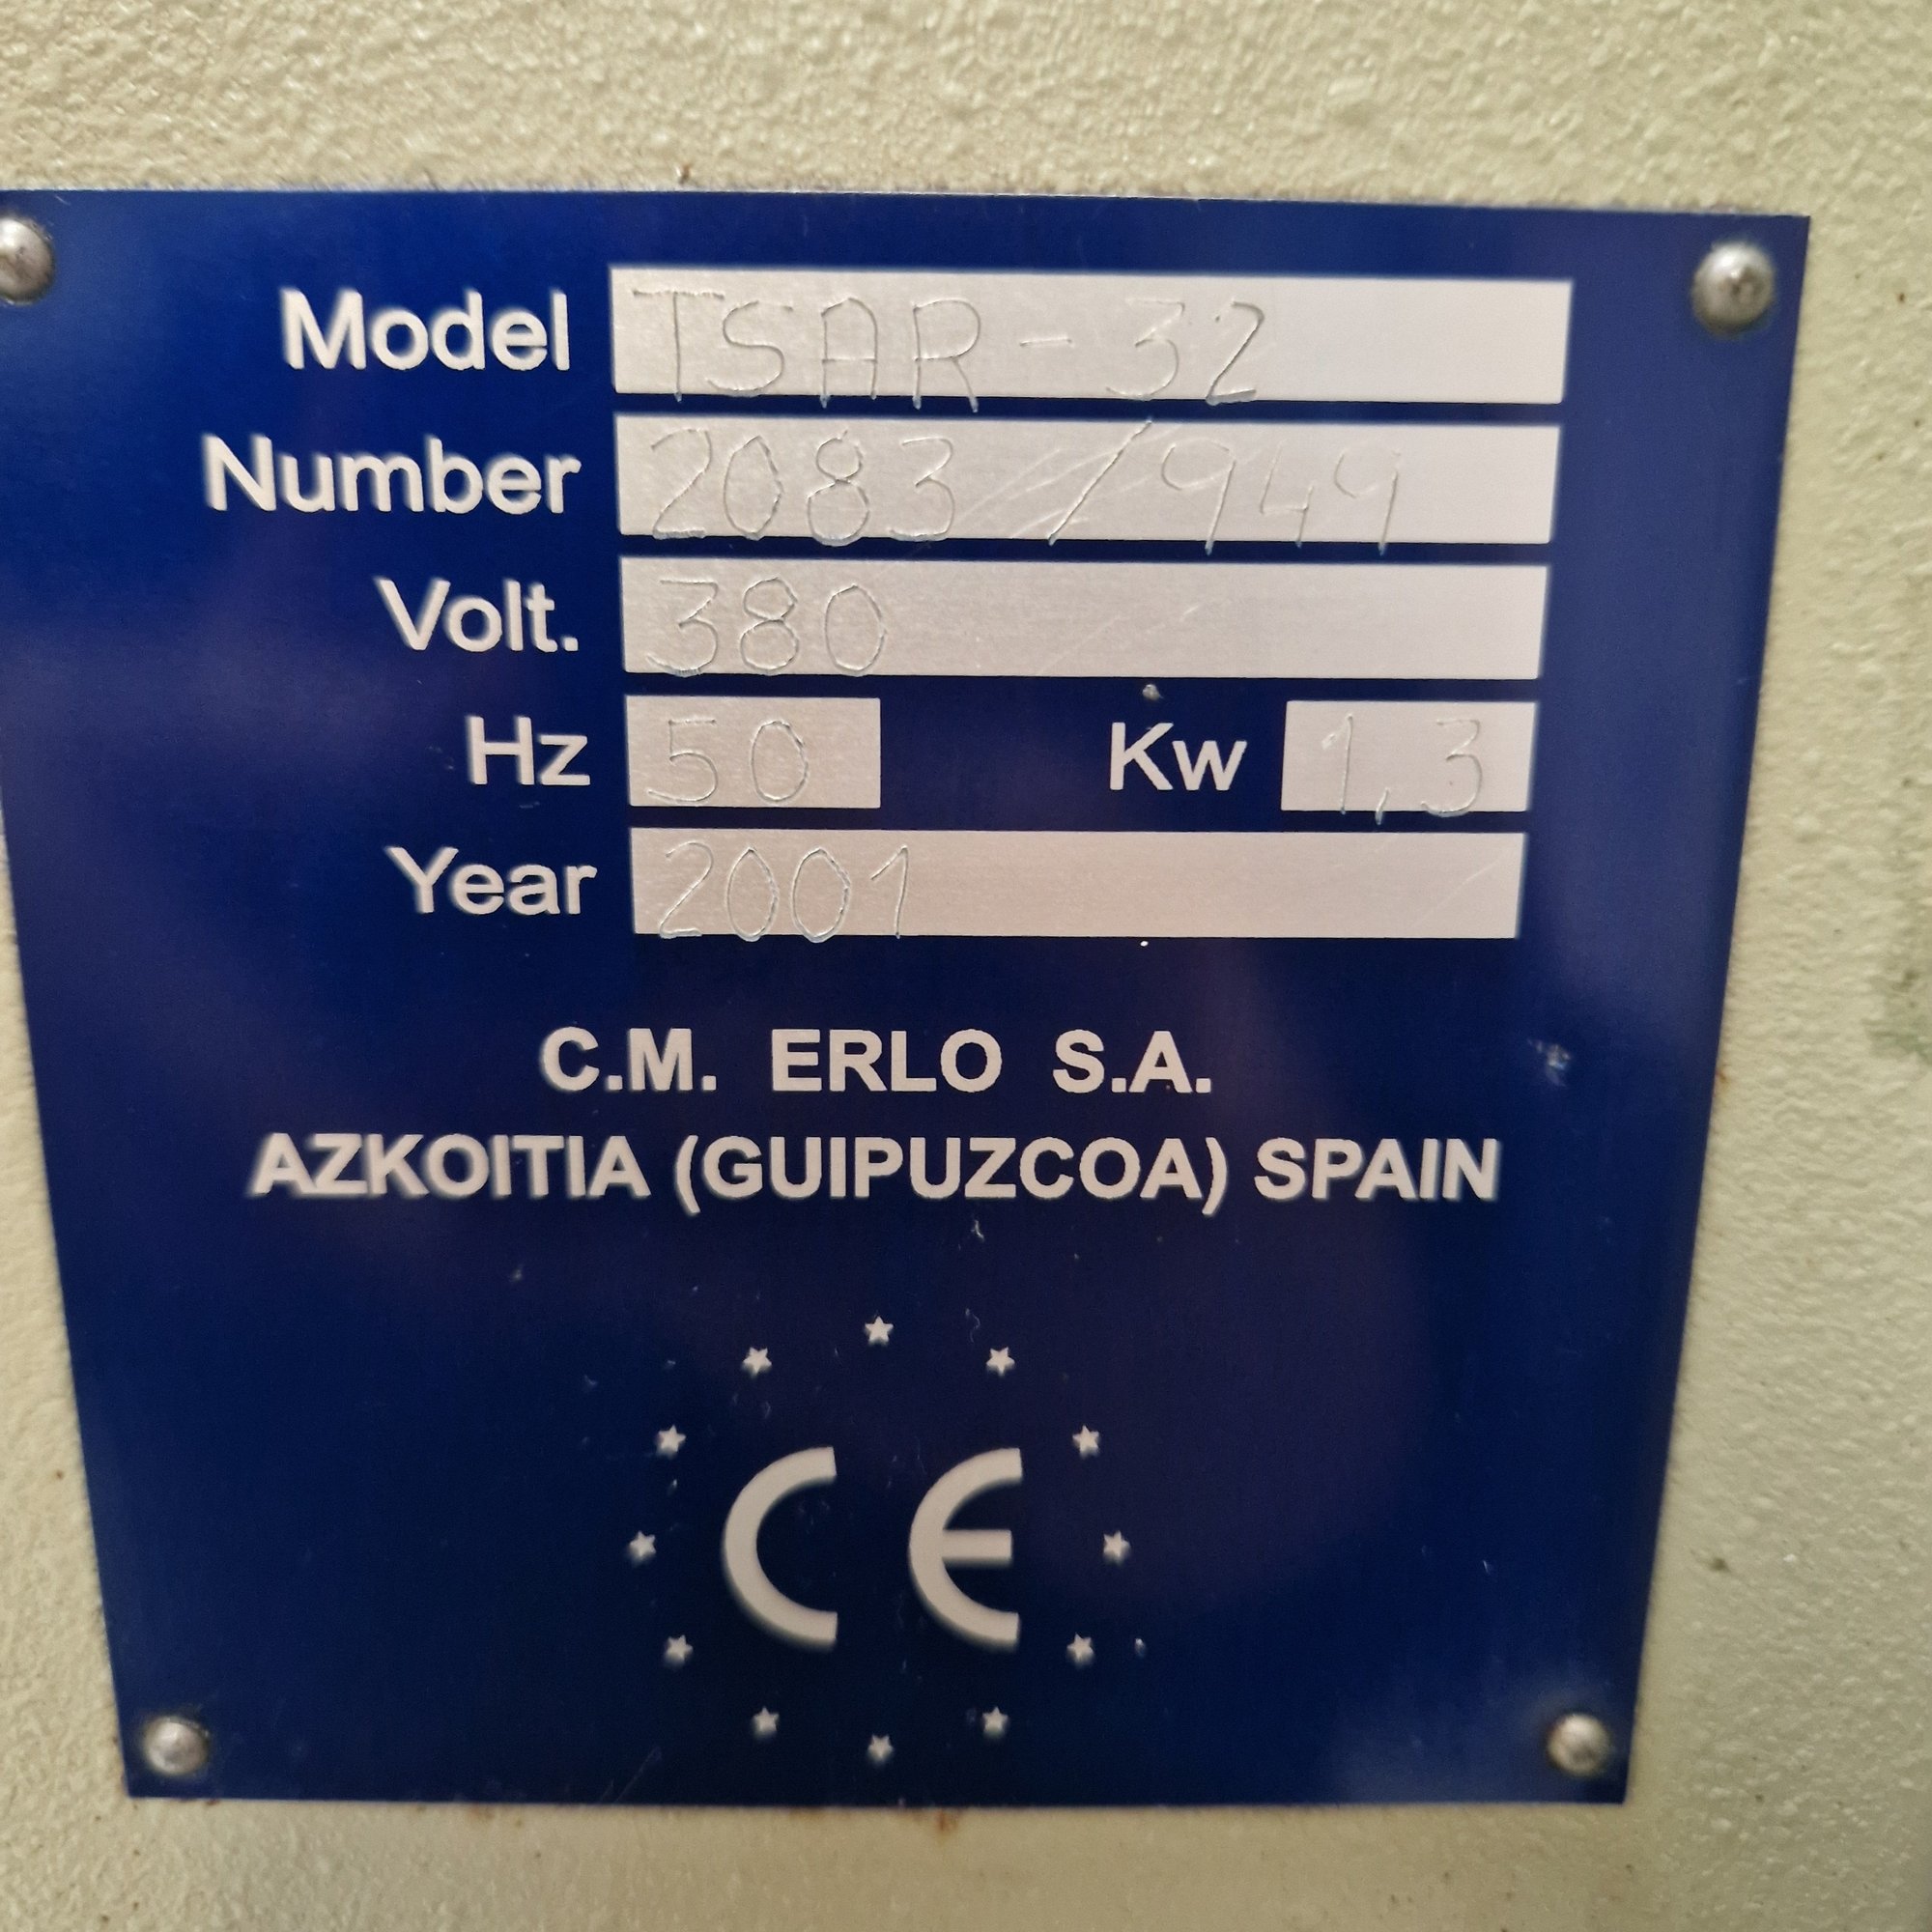 Model TSAR-32
Number 2083/949
Volt. 380
Hz 50 Kw 1,3
Year 2001
C.M. ERLO S.A.
AZKOITIA (GUIPUZCOA) SPAIN
CE